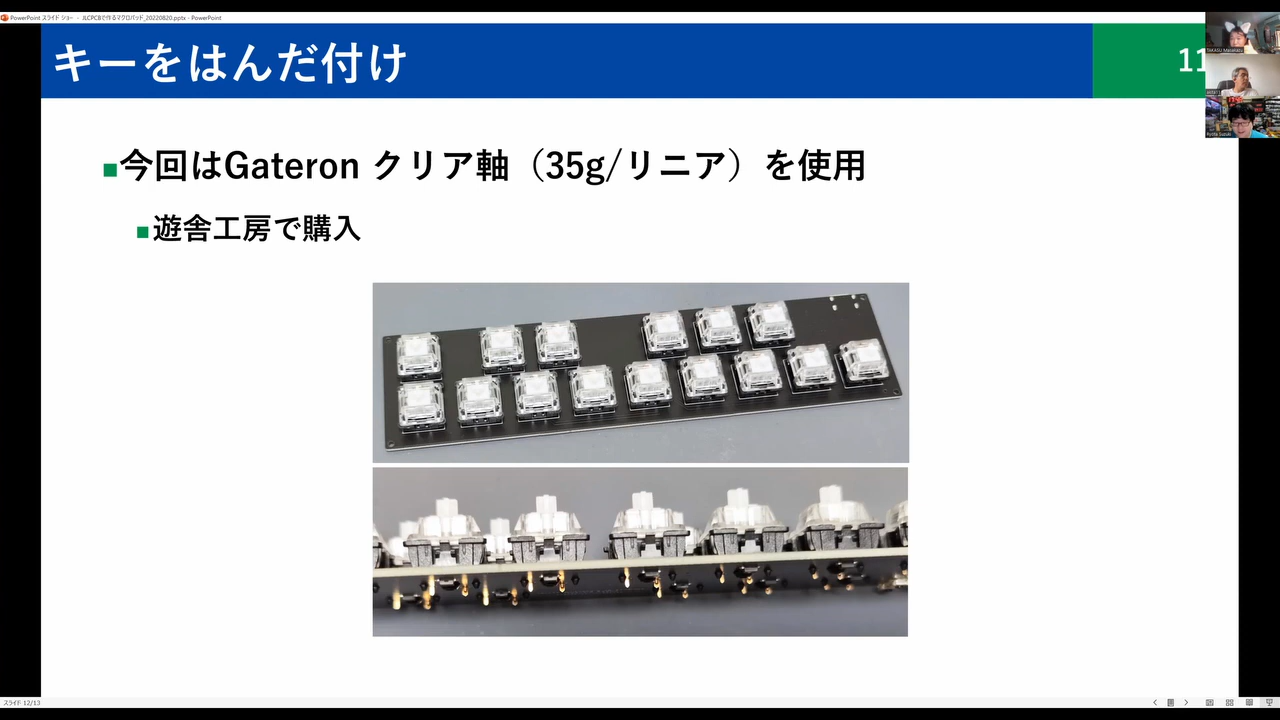 PowerPoint スライド ショー - JLCPCBで作るマクロパッド_20220820.pptx - PowerPoint
キーをはんだ付け
11
今回はGateron クリア軸（35g/リニア）を使用
遊舎工房で購入
TAKASU Masakazu
Ryota Suzuki
スライド 12/13